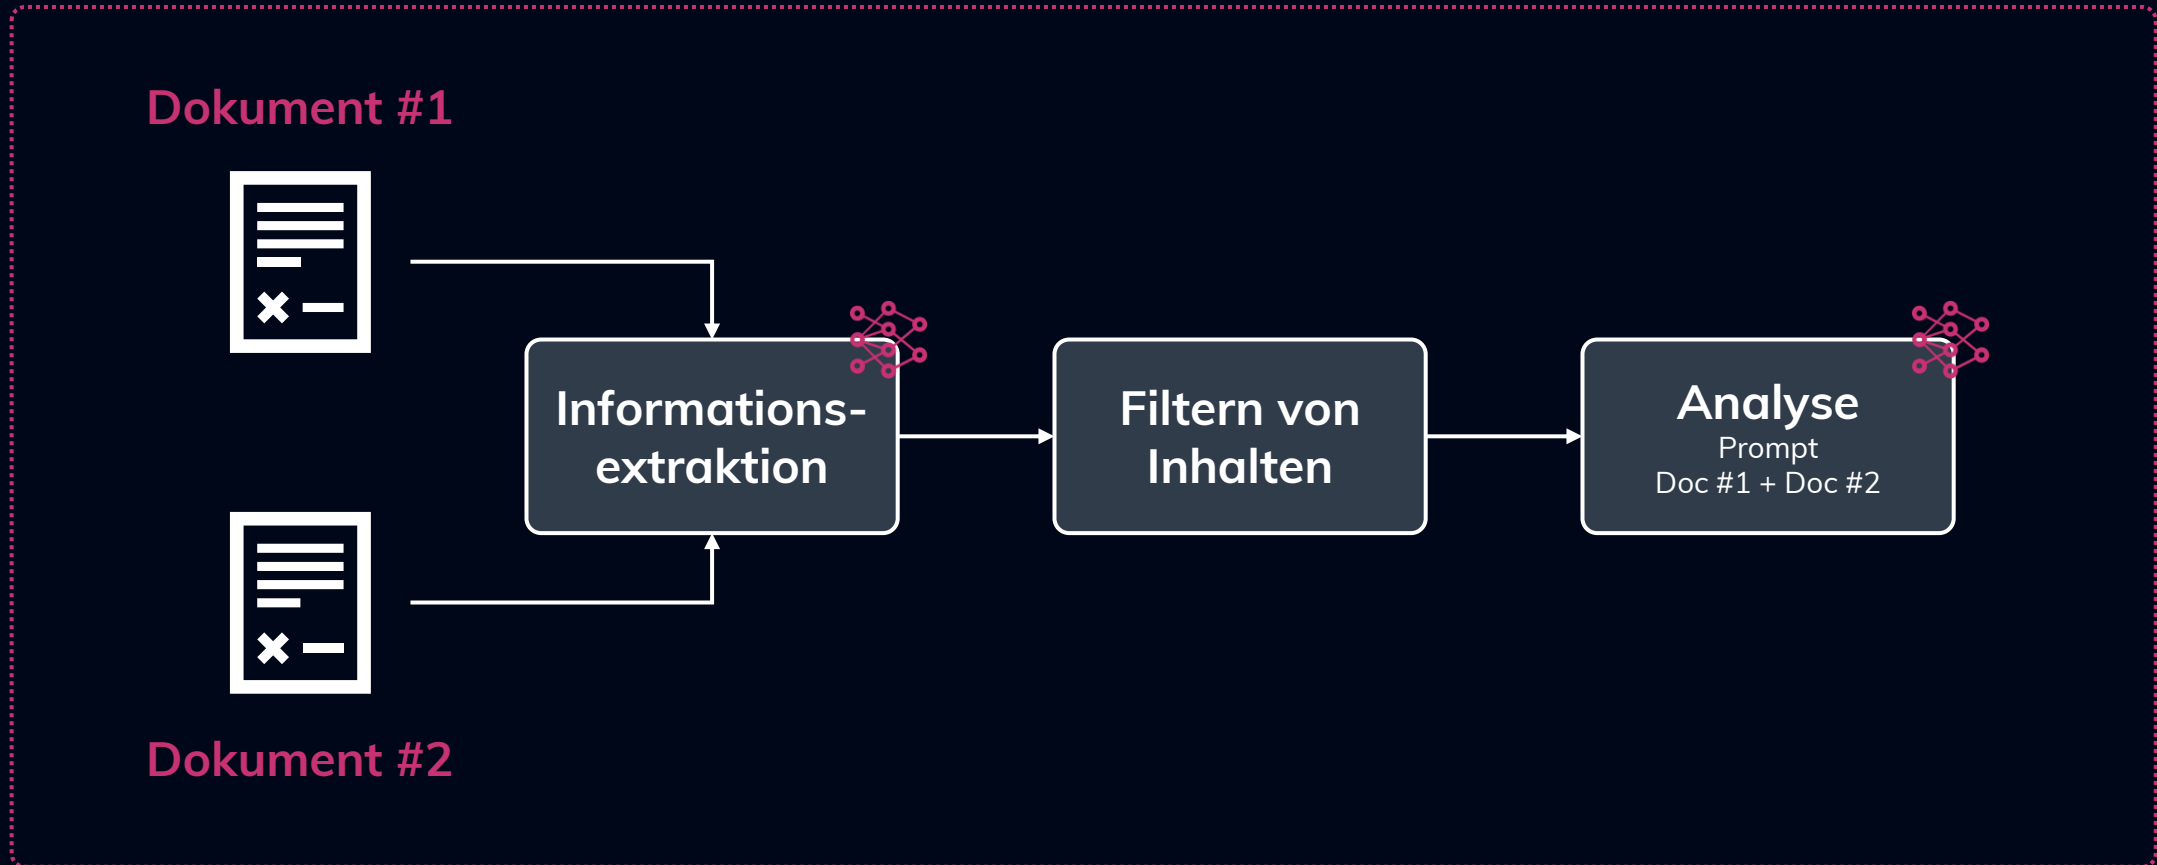 Dokument #1
Informations-
extraktion
Filtern von
Inhalten
Analyse
Prompt
Doc #1 + Doc #2
Dokument #2